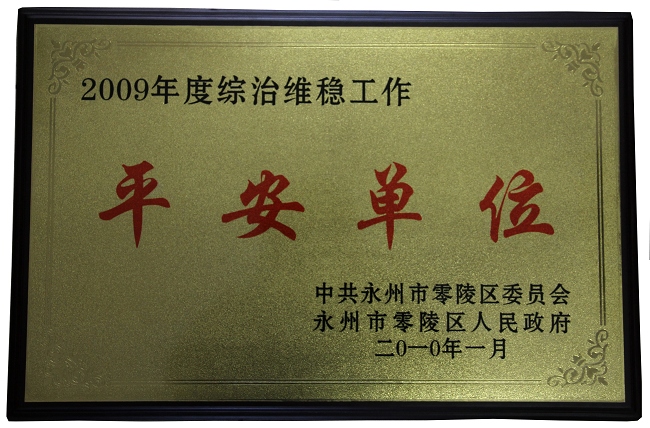 2009年度综治维稳工作
平安单位
中共永州市零陵区委员会
永州市零陵区人民政府
二〇一〇年一月